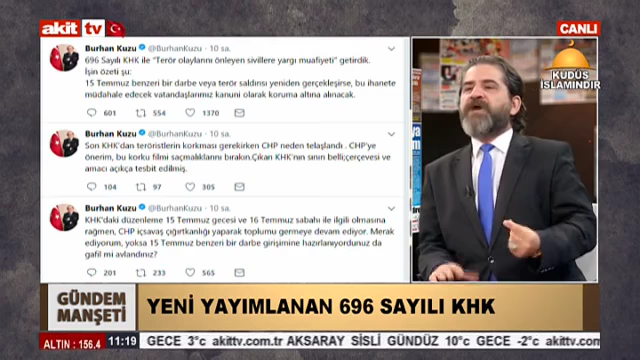 akit tv
CANLI
KUDÜS
İSLAMINDIR
Burhan Kuzu @BurhanKuzu · 10 sa.
696 Sayılı KHK ile "Terör olaylarını önleyen sivillere yargı muafiyeti" getirdik.
İşin özeti şu:
15 Temmuz benzeri bir darbe veya terör saldırısı yeniden gerçekleşirse, bu ihanete
müdahale edecek vatandaşlarımız kanuni olarak koruma altına alınacak.
601 554 1370
Burhan Kuzu @BurhanKuzu · 10 sa.
Son KHK'dan teröristlerin korkması gerekirken CHP neden telaşlandı . CHP'ye
önerim, bu korku filmi saçmalıklarını bırakın.Çıkan KHK'nın sınırı belli;çerçevesi ve
amacı açıkça tesbit edilmiş.
104 97 305
Burhan Kuzu @BurhanKuzu · 10 sa.
KHK'daki düzenleme 15 Temmuz gecesi ve 16 Temmuz sabahı ile ilgili olmasına
rağmen, CHP içsavaş çığırtkanlığı yaparak toplumu germeye devam ediyor. Merak
ediyorum, yoksa 15 Temmuz benzeri bir darbe girişimine hazırlanıyordunuz da
gafil mi avlandınız?
201 233 565
GÜNDEM
MANŞETİ
YENİ YAYIMLANAN 696 SAYILI KHK
ALTIN : 156.4 11:19 GECE 3°c akittv.com.tr AKSARAY SİSLİ GÜNDÜZ 10°c GECE -2°c akittv.com.tr